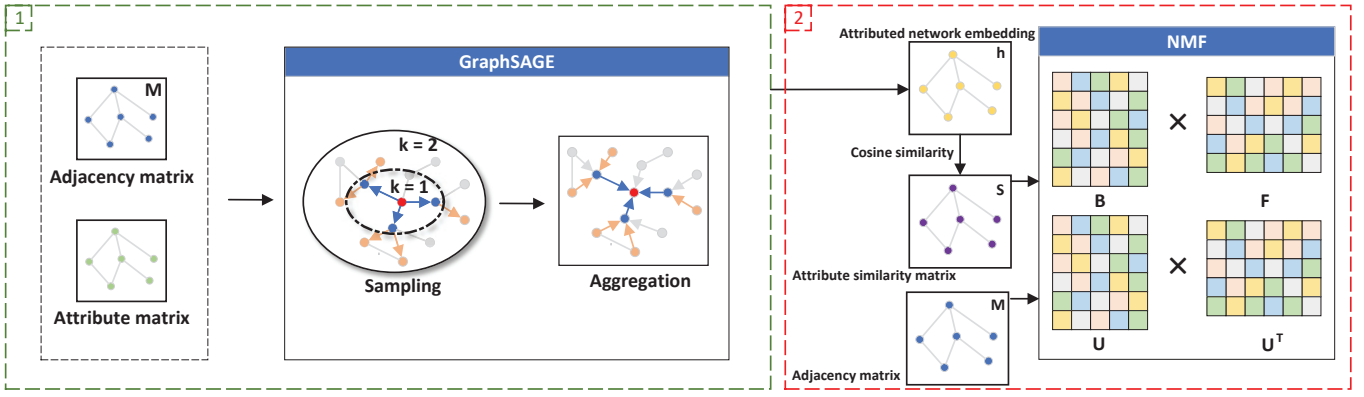 1
M
Adjacency matrix
Attribute matrix
GraphSAGE
k = 2
k = 1
Sampling
Aggregation
2
Attributed network embedding
h
Cosine similarity
S
Attribute similarity matrix
M
Adjacency matrix
NMF
B
×
F
U
×
U^T